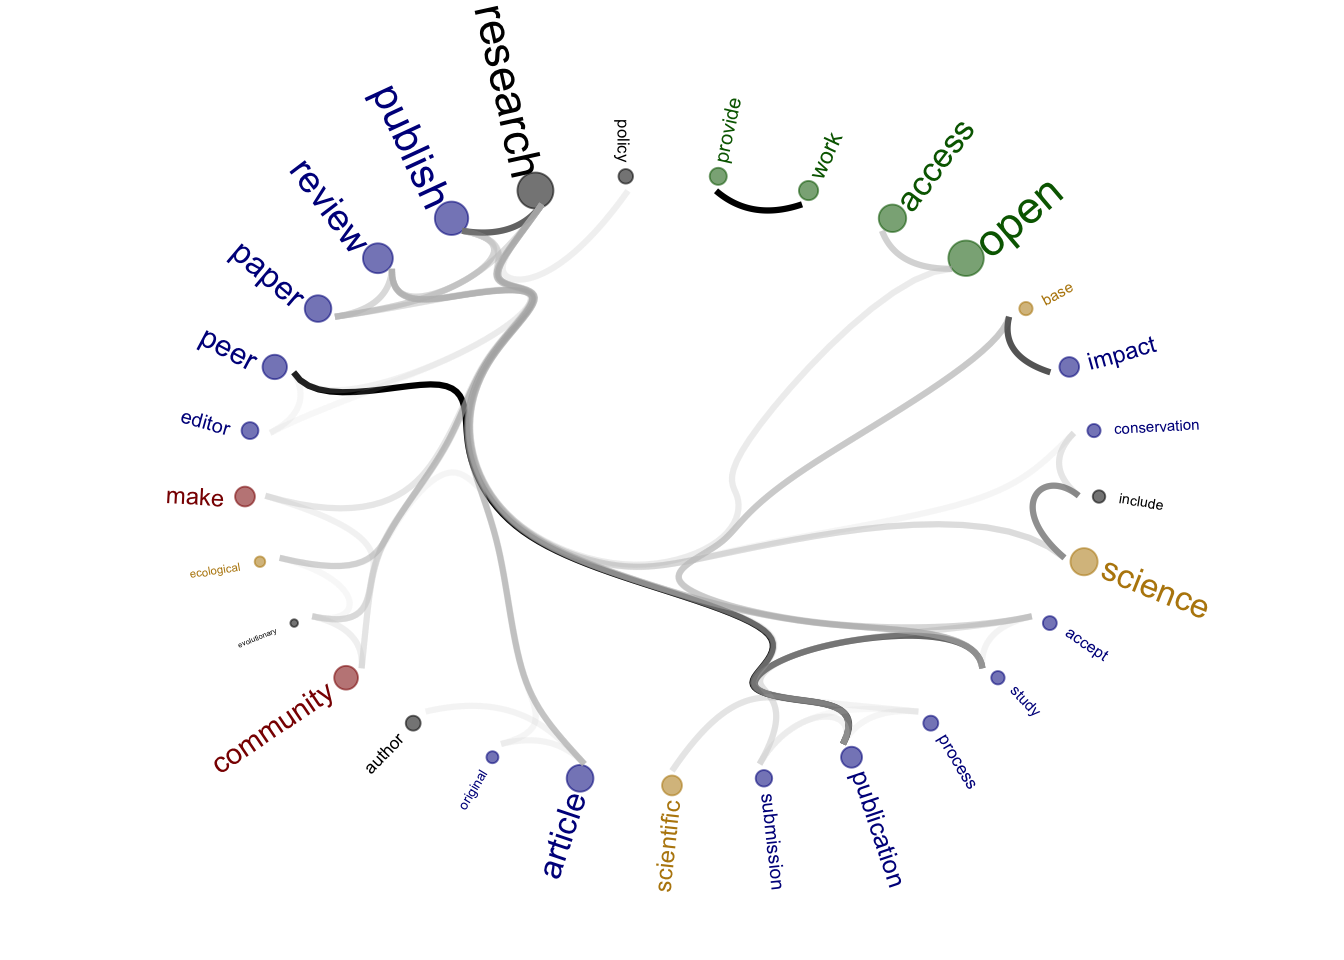 research
policy
provide
work
access
open
base
impact
conservation
include
science
accept
study
process
publication
submission
scientific
article
original
author
community
evolutionary
ecological
make
editor
peer
paper
review
publish